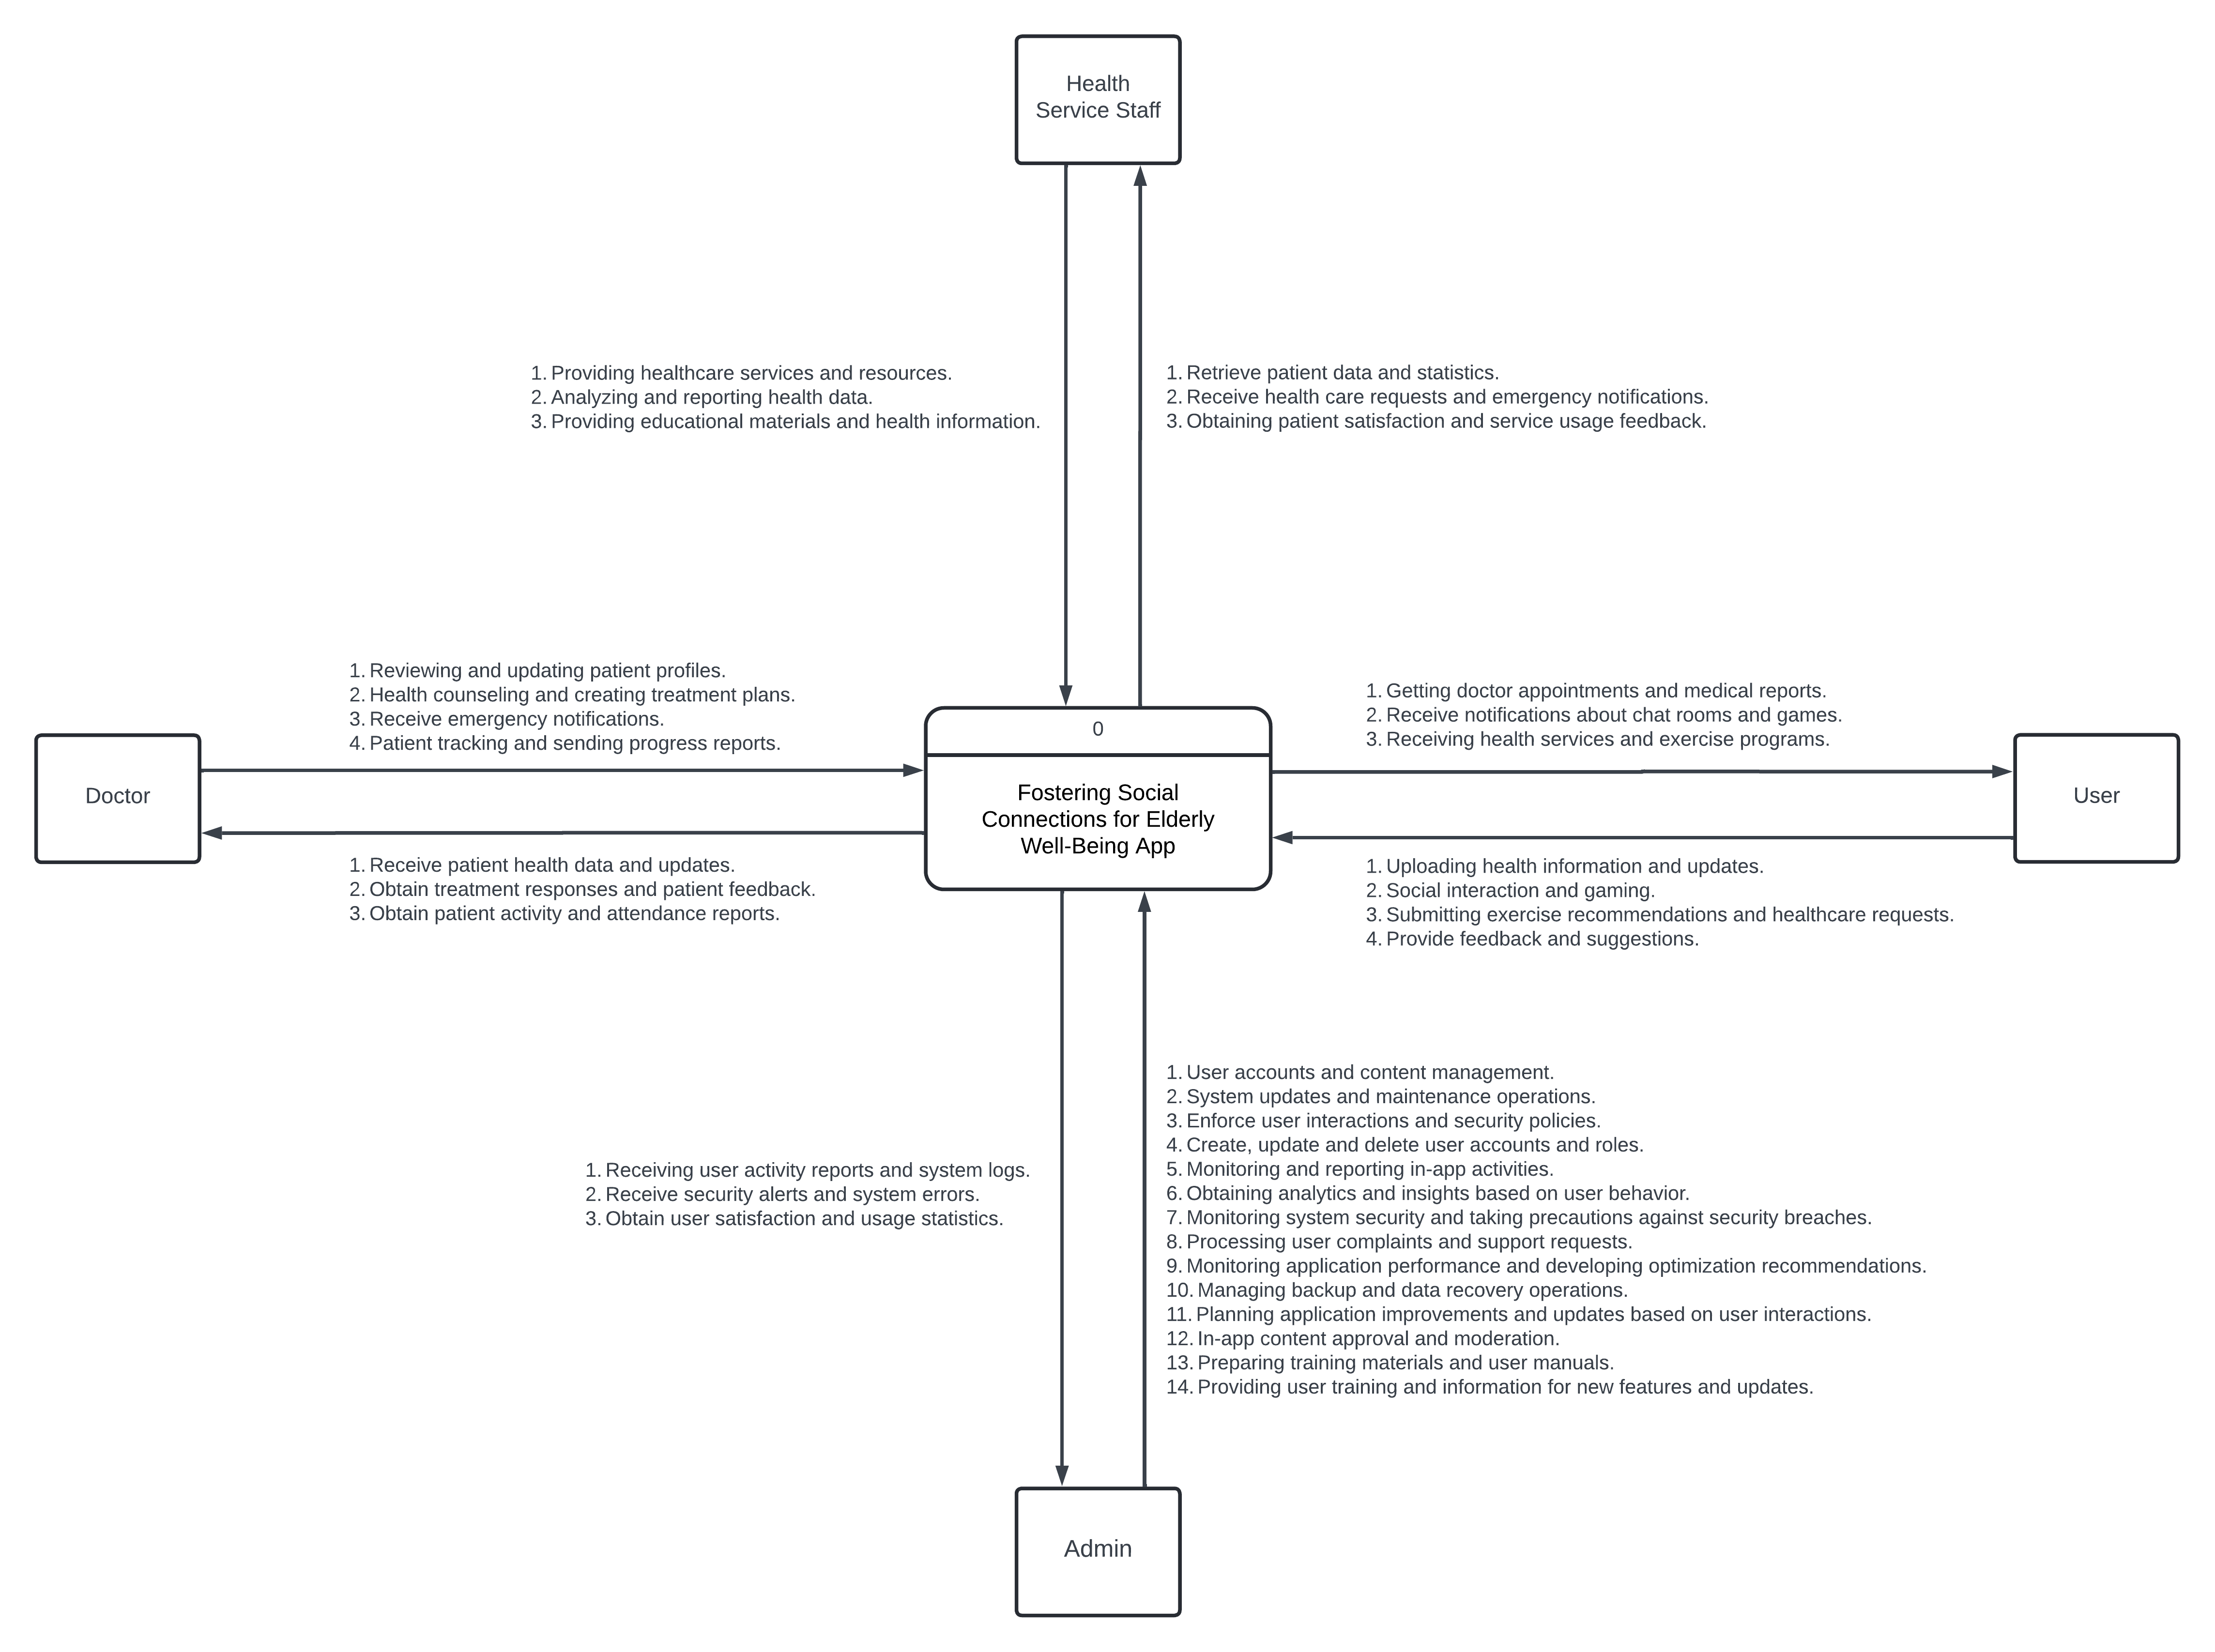 Health
Service Staff
1. Providing healthcare services and resources.
2. Analyzing and reporting health data.
3. Providing educational materials and health information.
1. Retrieve patient data and statistics.
2. Receive health care requests and emergency notifications.
3. Obtaining patient satisfaction and service usage feedback.
1. Reviewing and updating patient profiles.
2. Health counseling and creating treatment plans.
3. Receive emergency notifications.
4. Patient tracking and sending progress reports.
1. Getting doctor appointments and medical reports.
2. Receive notifications about chat rooms and games.
3. Receiving health services and exercise programs.
Doctor
0
Fostering Social
Connections for Elderly
Well-Being App
User
1. Receive patient health data and updates.
2. Obtain treatment responses and patient feedback.
3. Obtain patient activity and attendance reports.
1. Uploading health information and updates.
2. Social interaction and gaming.
3. Submitting exercise recommendations and healthcare requests.
4. Provide feedback and suggestions.
1. Receiving user activity reports and system logs.
2. Receive security alerts and system errors.
3. Obtain user satisfaction and usage statistics.
1. User accounts and content management.
2. System updates and maintenance operations.
3. Enforce user interactions and security policies.
4. Create, update and delete user accounts and roles.
5. Monitoring and reporting in-app activities.
6. Obtaining analytics and insights based on user behavior.
7. Monitoring system security and taking precautions against security breaches.
8. Processing user complaints and support requests.
9. Monitoring application performance and developing optimization recommendations.
10. Managing backup and data recovery operations.
11. Planning application improvements and updates based on user interactions.
12. In-app content approval and moderation.
13. Preparing training materials and user manuals.
14. Providing user training and information for new features and updates.
Admin